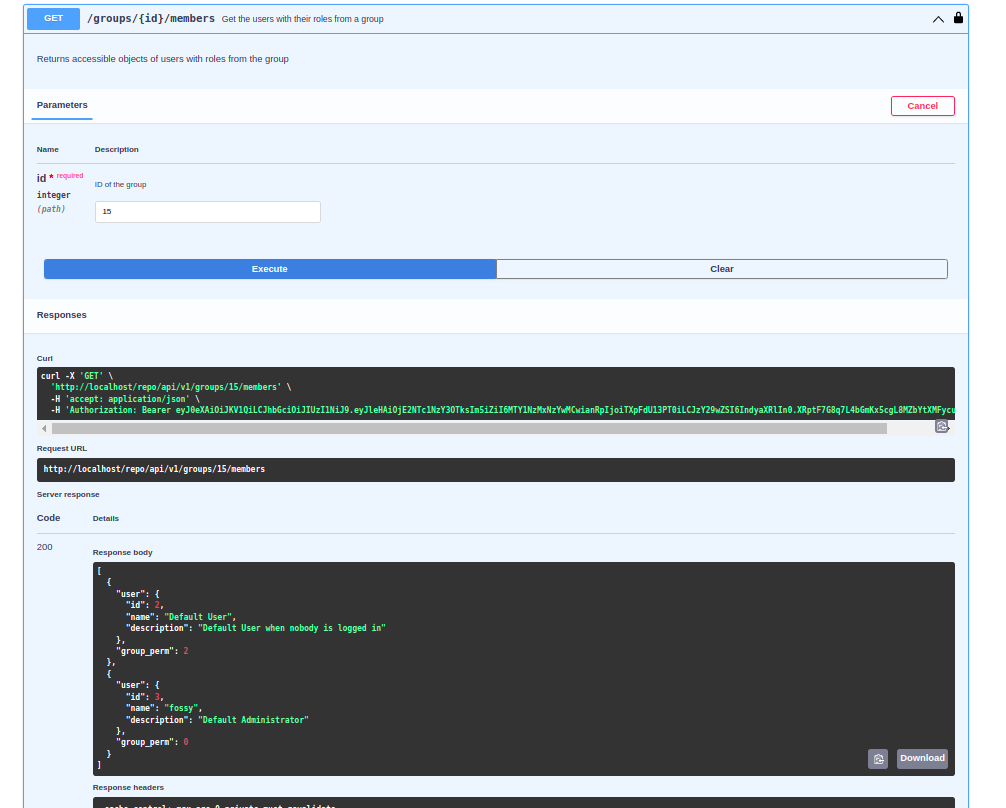 GET /groups/{id}/members Get the users with their roles from a group
Returns accessible objects of users with roles from the group
Parameters
Cancel
Name Description
id * required
integer
(path)
ID of the group
15
Execute
Clear
Responses
Curl
curl -X 'GET' \
'http://localhost/repo/api/v1/groups/15/members' \
-H 'accept: application/json' \
-H 'Authorization: Bearer
Request URL
http://localhost/repo/api/v1/groups/15/members
Server response
Code Details
200
Response body
[
{
"user": {
"id": 2,
"name": "Default User",
"description": "Default User when nobody is logged in"
},
"group_perm": 2
},
{
"user": {
"id": 3,
"name": "fossy",
"description": "Default Administrator"
},
"group_perm": 0
}
]
Download
Response headers